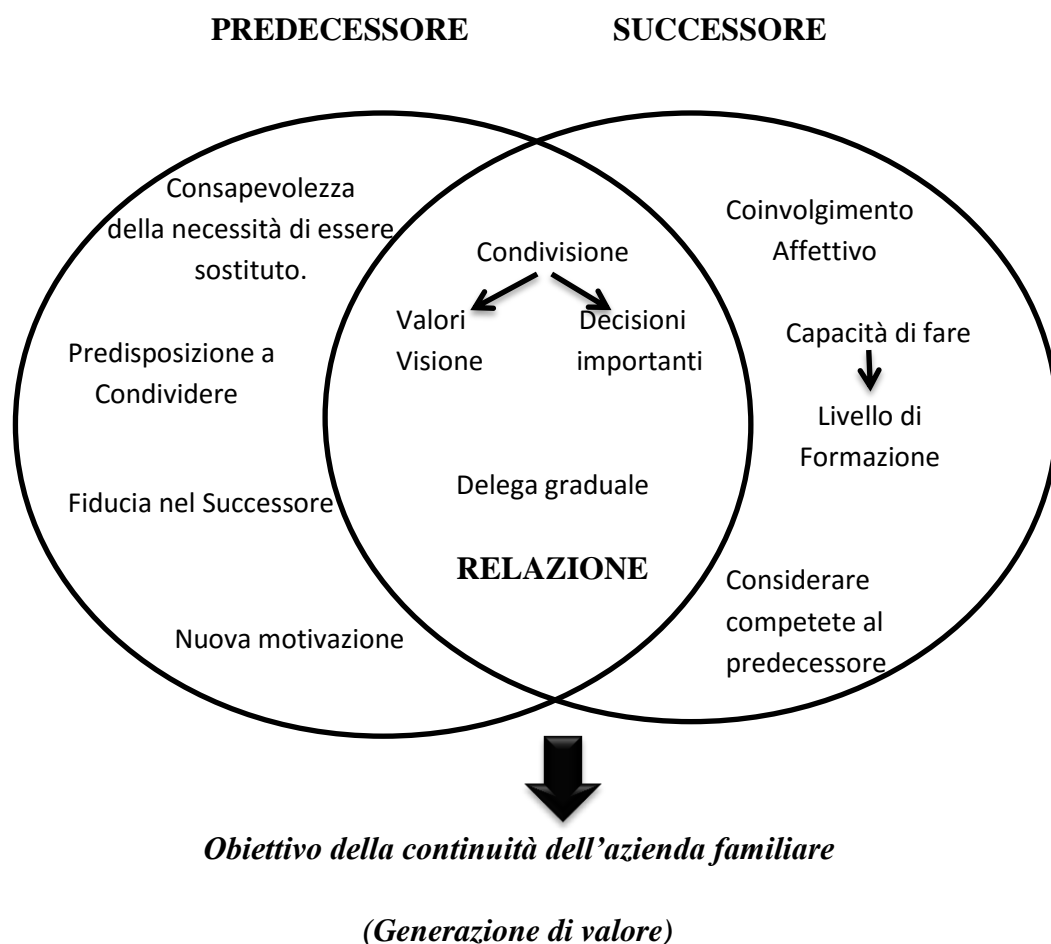 PREDECESSORE
SUCCESSORE
Consapevolezza
della necessità di essere
sostituto.
Predisposizione a
Condividere
Fiducia nel Successore
Nuova motivazione
Condivisione
Valori
Visione
Decisioni
importanti
Delega graduale
RELAZIONE
Coinvolgimento
Affettivo
Capacità di fare
Livello di
Formazione
Considerare
competete al
predecessore
Obiettivo della continuità dell’azienda familiare
(Generazione di valore)